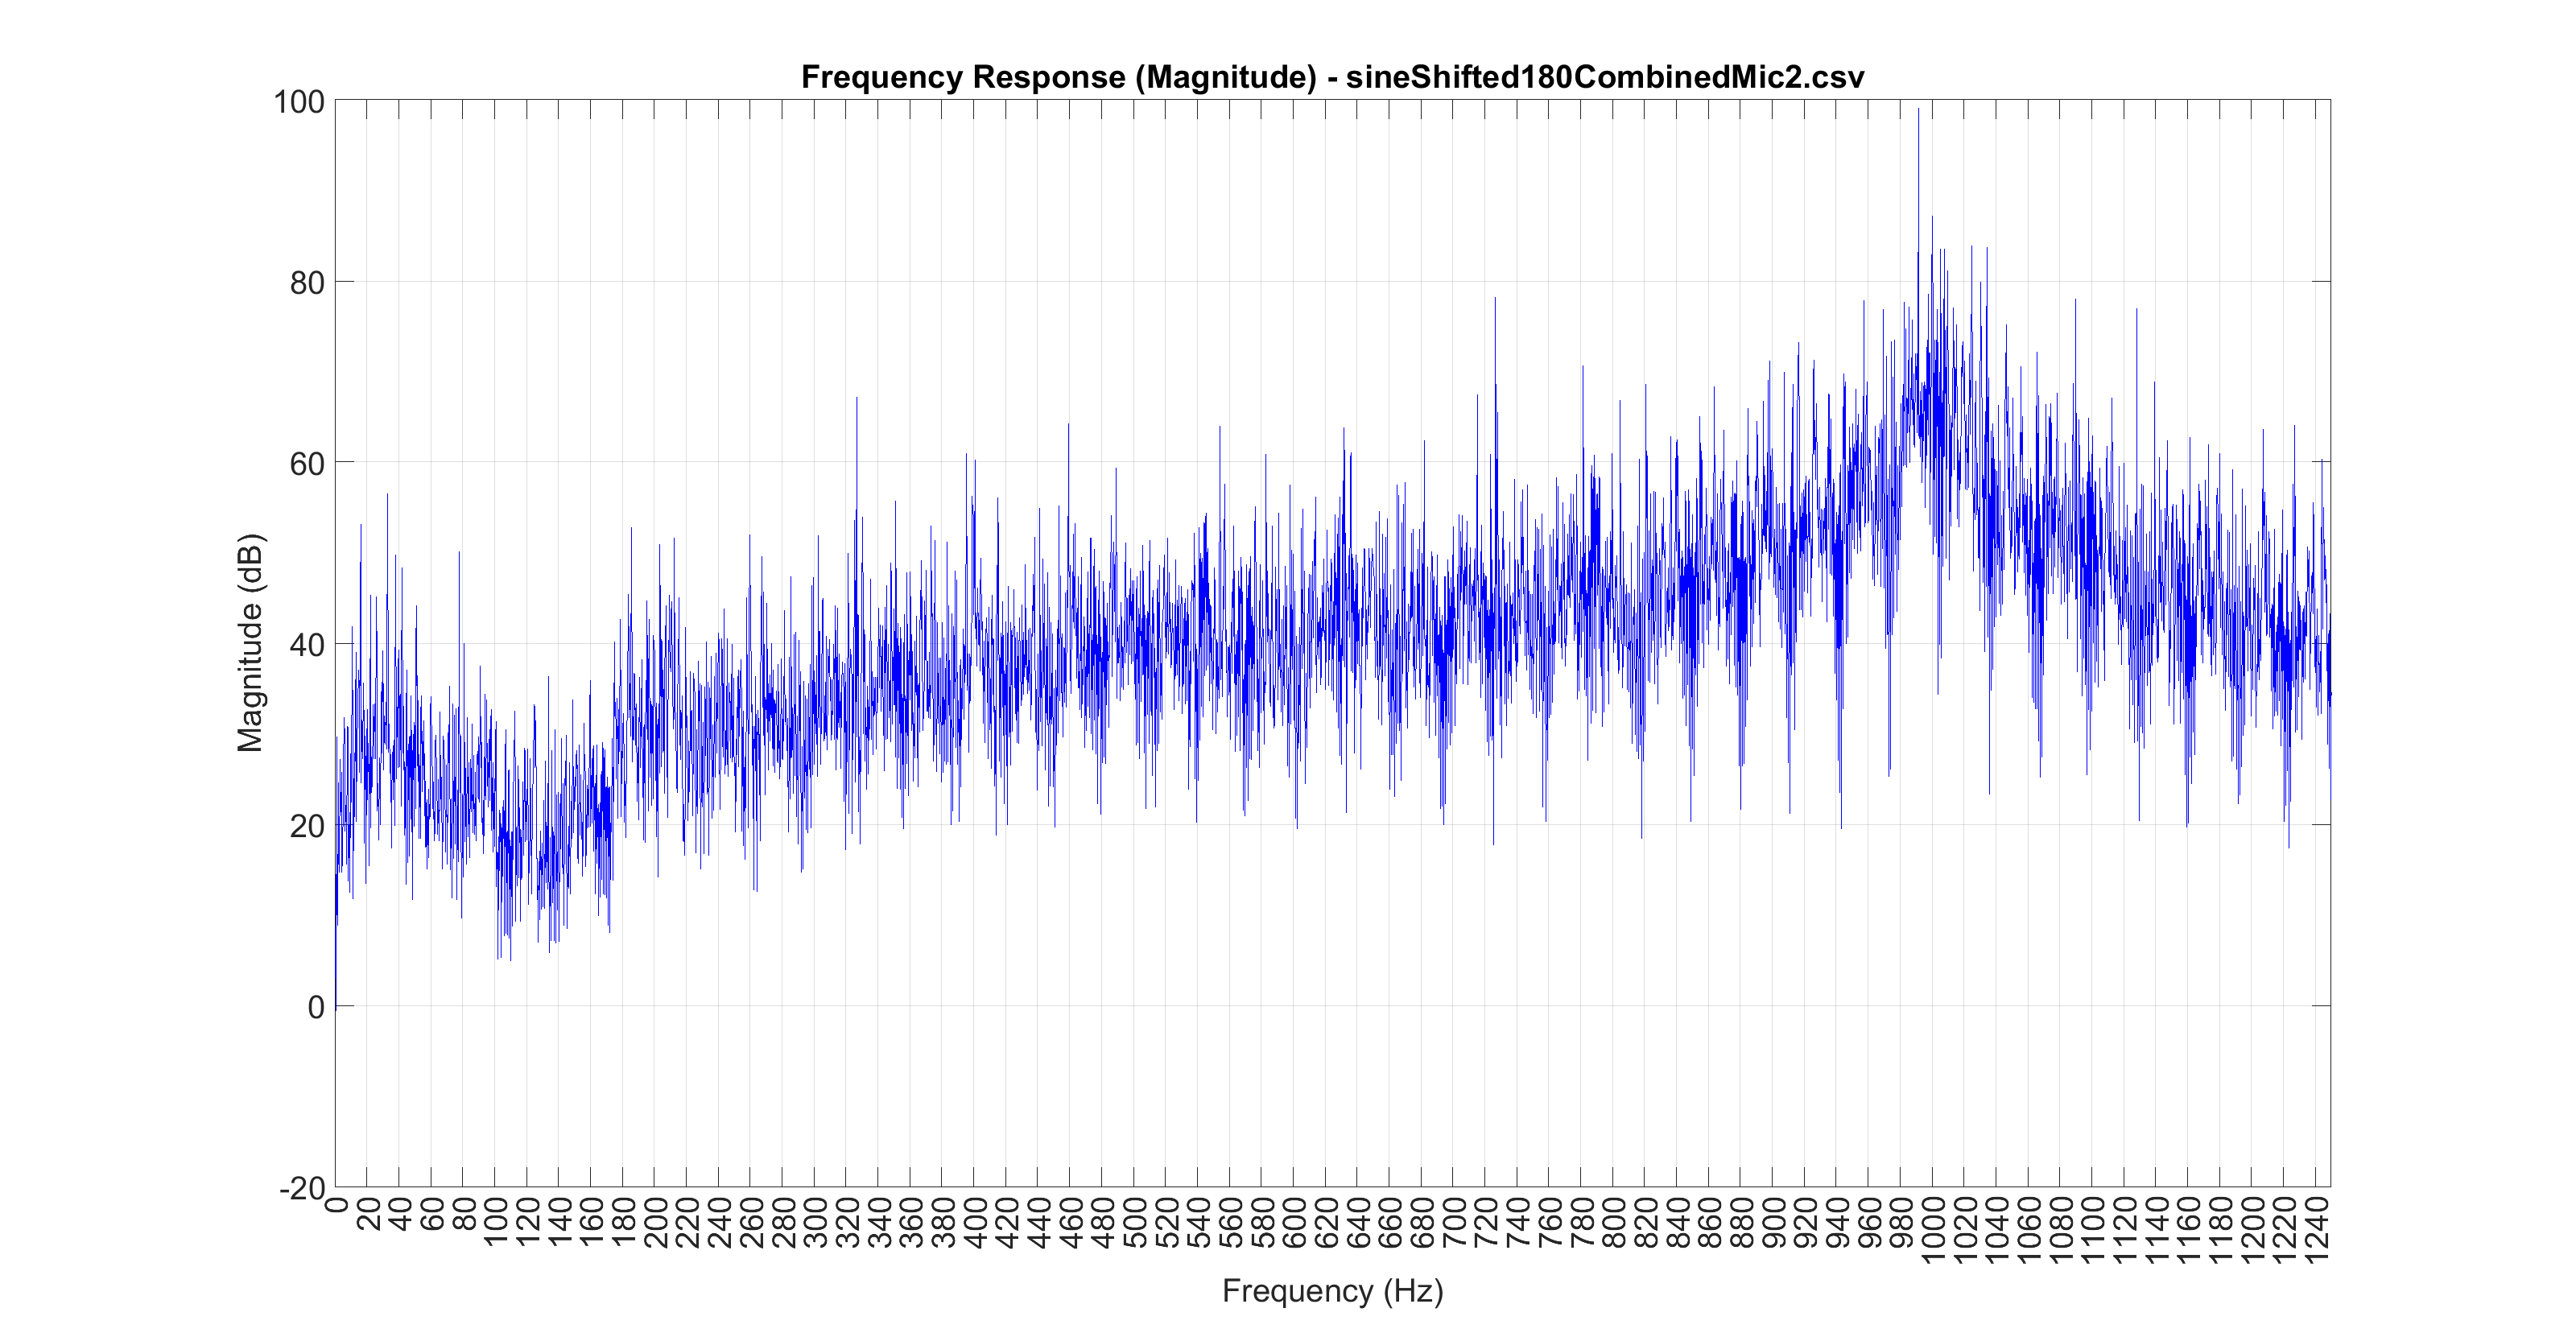 Frequency Response (Magnitude) - sineShifted180CombinedMic2.csv
100
80
60
40
20
0
-20
Magnitude (dB)
0 20 40 60 80 100 120 140 160 180 200 220 240 260 280 300 320 340 360 380 400 420 440 460 480 500 520 540 560 580 600 620 640 660 680 700 720 740 760 780 800 820 840 860 880 900 920 940 960 980 1000 1020 1040 1060 1080 1100 1120 1140 1160 1180 1200 1220 1240
Frequency (Hz)